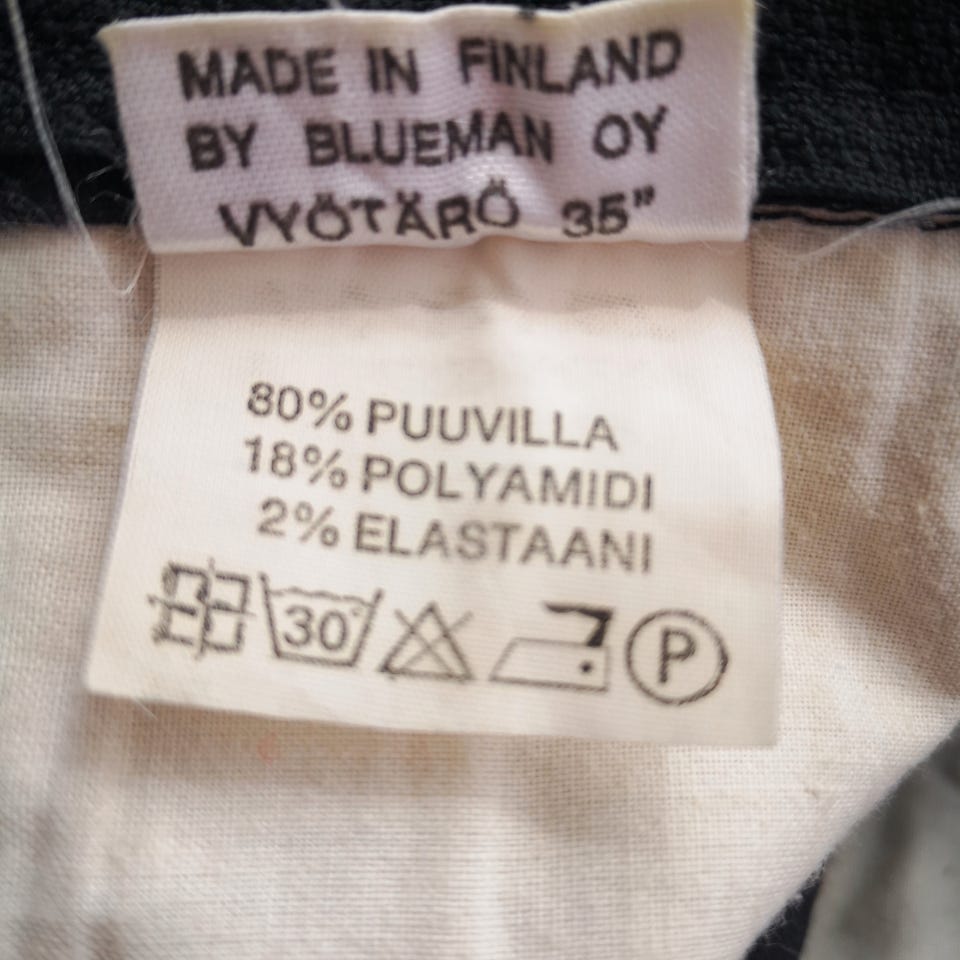 MADE IN FINLAND
BY BLUEMAN OY
VYÖTÄRÖ 35"
80% PUUVILLA
18% POLYAMIDI
2% ELASTAANI
30 P